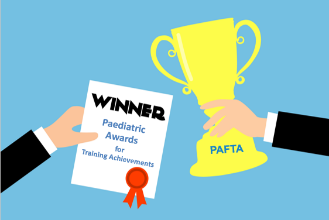 WINNER
Paediatric
Awards
for
Training Achievements
PAFTA